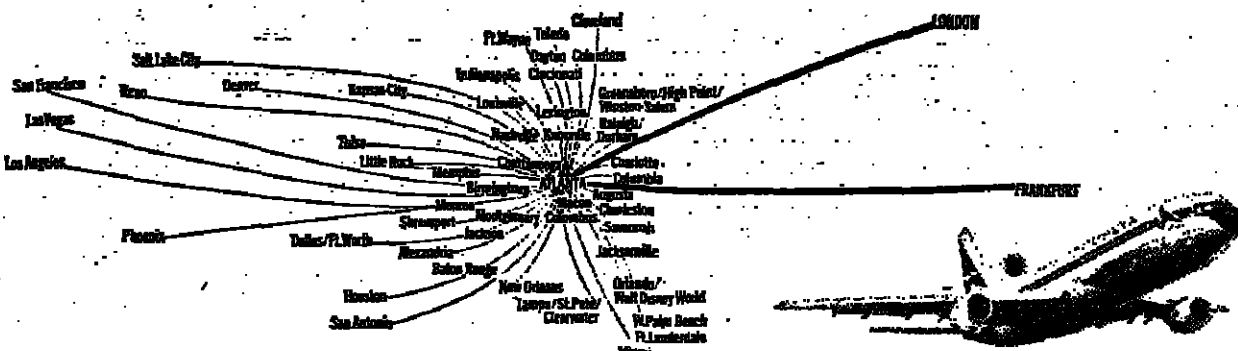 Cleveland
LONDON
Ft. Wayne
Toledo
Dayton
Columbus
Salt Lake City
Indianapolis
Cincinnati
San Francisco
Reno
Denver
Kansas City
Louisville
Lexington
Greensboro/High Point/
Winston-Salem
Las Vegas
Raleigh/
Durham
Nashville
Knoxville
Tulsa
Los Angeles
Little Rock
Memphis
Chattanooga
Charlotte
Columbia
ATLANTA
Birmingham
FRANKFURT
Augusta
Macon
Monroe
Charleston
Montgomery
Columbus
Shreveport
Savannah
Phoenix
Dallas/Ft. Worth
Jackson
Alexandria
Jacksonville
Baton Rouge
New Orleans
Orlando/
Walt Disney World
Houston
Tampa/St. Pete/
Clearwater
San Antonio
W. Palm Beach
Ft. Lauderdale
Miami